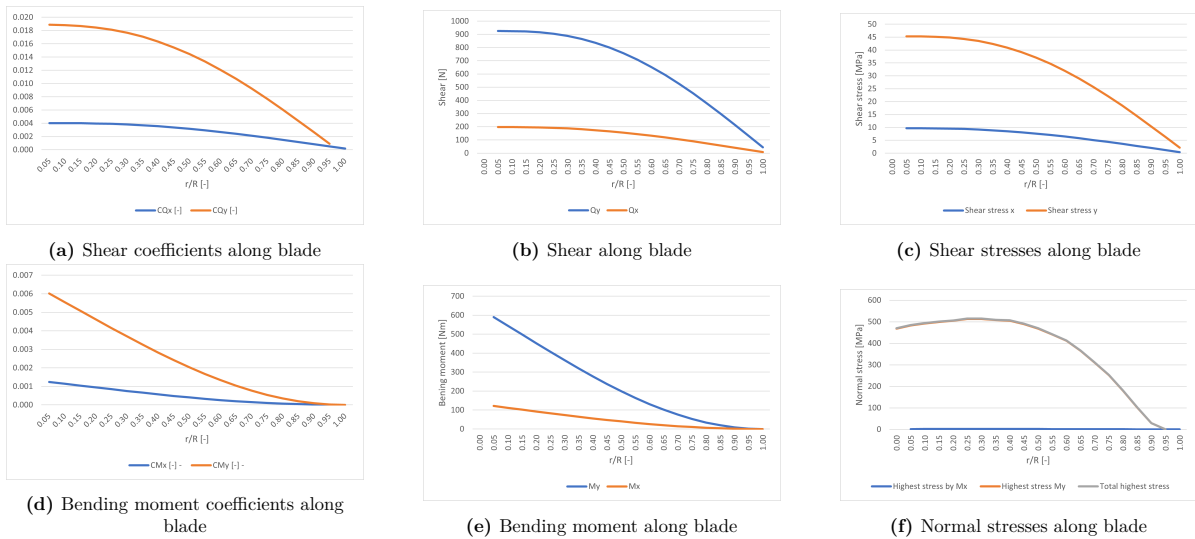 0.020
0.018
0.016
0.014
0.012
0.010
0.008
0.006
0.004
0.002
0.000
0.05 0.10 0.15 0.20 0.25 0.30 0.35 0.40 0.45 0.50 0.55 0.60 0.65 0.70 0.75 0.80 0.85 0.90 0.95 1.00
r/R [-]
CQx [-] CQy [-]
(a) Shear coefficients along blade
Shear [N]
1000
900
800
700
600
500
400
300
200
100
0
0.00 0.05 0.10 0.15 0.20 0.25 0.30 0.35 0.40 0.45 0.50 0.55 0.60 0.65 0.70 0.75 0.80 0.85 0.90 0.95 1.00
r/R [-]
Qy Qx
(b) Shear along blade
Shear stress [MPa]
50
45
40
35
30
25
20
15
10
5
0
0.00 0.05 0.10 0.15 0.20 0.25 0.30 0.35 0.40 0.45 0.50 0.55 0.60 0.65 0.70 0.75 0.80 0.85 0.90 0.95 1.00
r/R [-]
Shear stress x Shear stress y
(c) Shear stresses along blade
0.007
0.006
0.005
0.004
0.003
0.002
0.001
0.000
0.05 0.10 0.15 0.20 0.25 0.30 0.35 0.40 0.45 0.50 0.55 0.60 0.65 0.70 0.75 0.80 0.85 0.90 0.95 1.00
r/R [-]
CMx [-] - CMy [-] -
(d) Bending moment coefficients along
blade
Bening moment [Nm]
700
600
500
400
300
200
100
0
0.00 0.05 0.10 0.15 0.20 0.25 0.30 0.35 0.40 0.45 0.50 0.55 0.60 0.65 0.70 0.75 0.80 0.85 0.90 0.95 1.00
r/R [-]
My Mx
(e) Bending moment along blade
Normal stress [MPa]
600
500
400
300
200
100
0
0.00 0.05 0.10 0.15 0.20 0.25 0.30 0.35 0.40 0.45 0.50 0.55 0.60 0.65 0.70 0.75 0.80 0.85 0.90 0.95 1.00
r/R [-]
Highest stress by Mx Highest stress My Total highest stress
(f) Normal stresses along blade